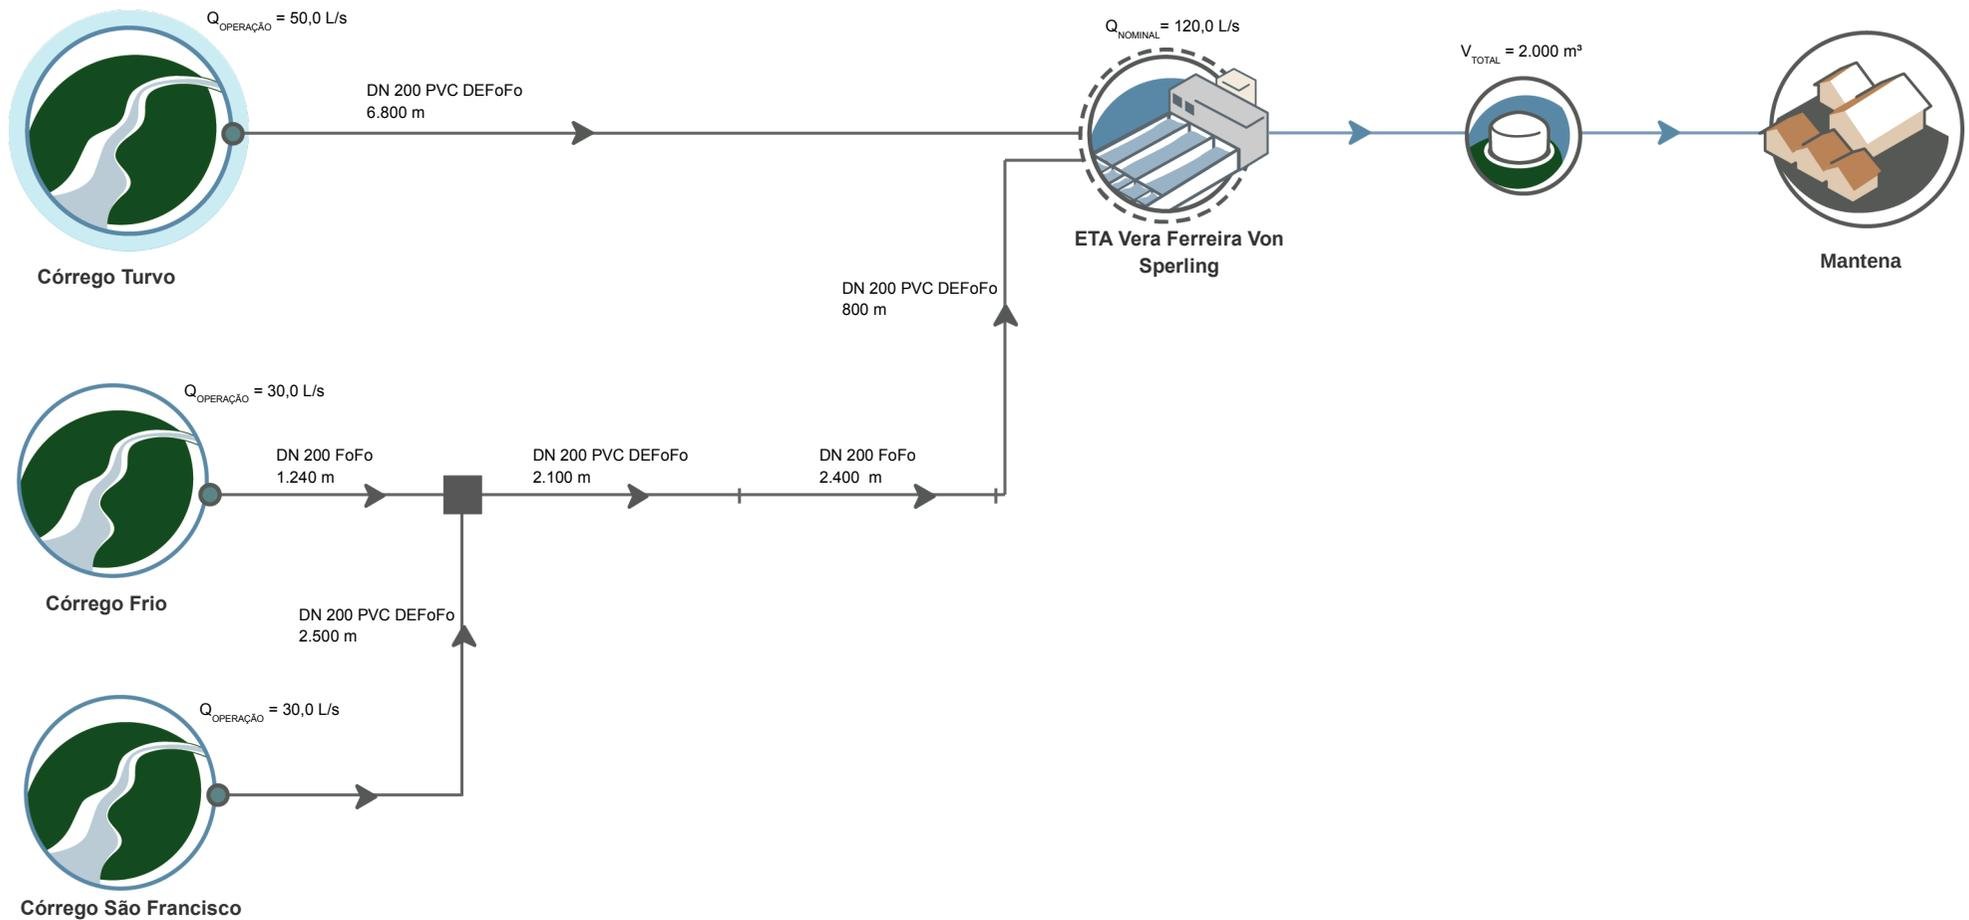 QOPERAÇÃO = 50,0 L/s
QNOMINAL = 120,0 L/s
VTOTAL = 2.000 m³
DN 200 PVC DEFoFo
6.800 m
Córrego Turvo
ETA Vera Ferreira Von
Sperling
Mantena
DN 200 PVC DEFoFo
800 m
QOPERAÇÃO = 30,0 L/s
DN 200 FoFo
1.240 m
DN 200 PVC DEFoFo
2.100 m
DN 200 FoFo
2.400 m
Córrego Frio
DN 200 PVC DEFoFo
2.500 m
QOPERAÇÃO = 30,0 L/s
Córrego São Francisco